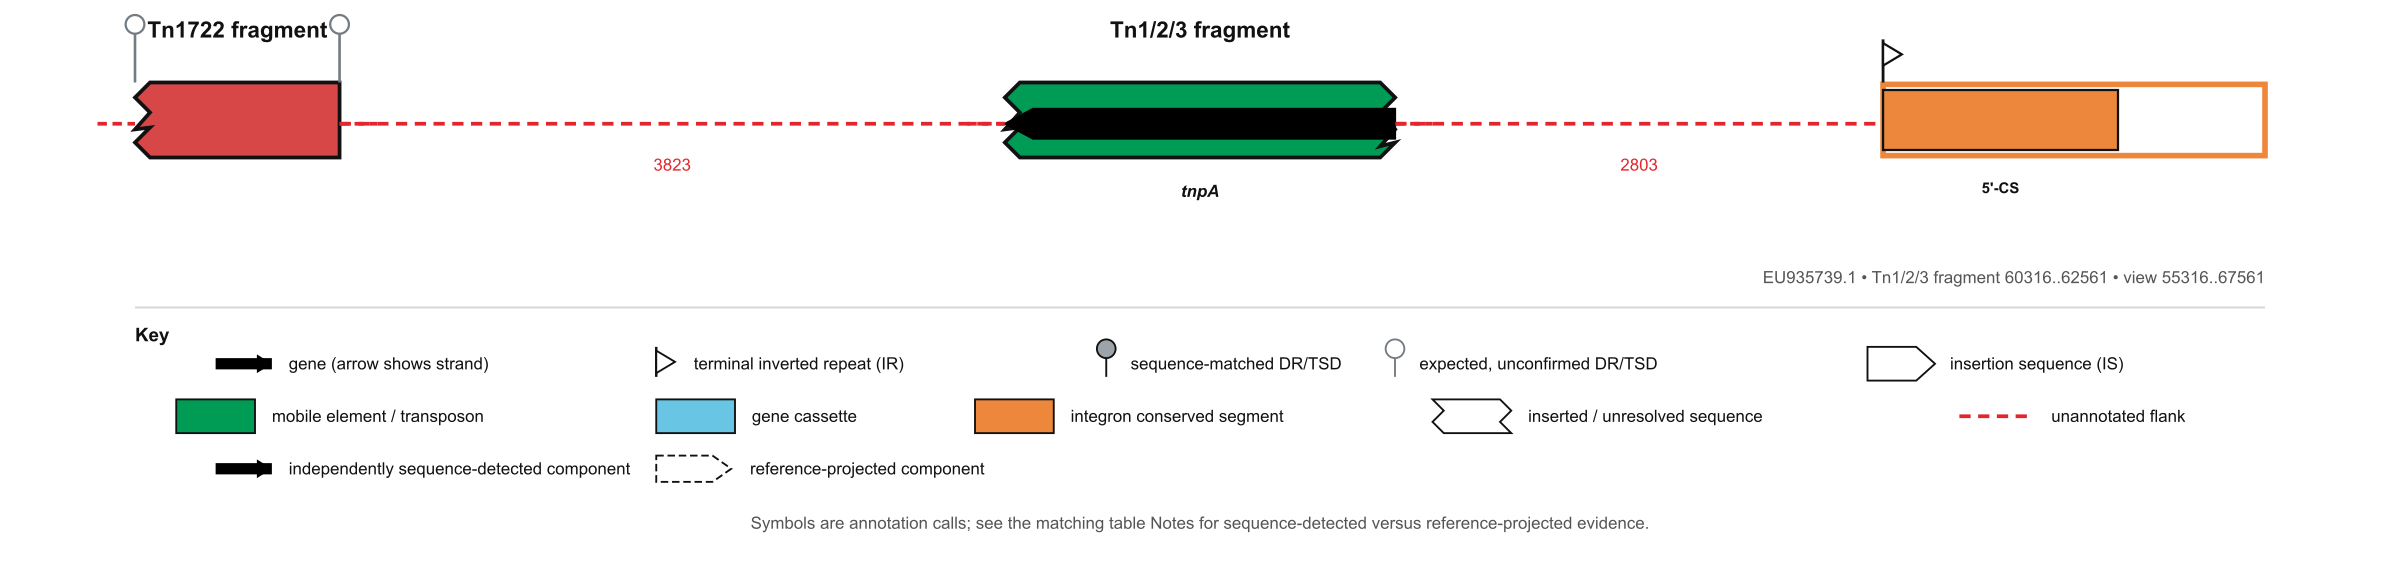 Tn1722 fragment
Tn1/2/3 fragment
3823
2803
tnpA
5'-CS
EU935739.1 • Tn1/2/3 fragment 60316..62561 • view 55316..67561
Key
gene (arrow shows strand)
terminal inverted repeat (IR)
sequence-matched DR/TSD
expected, unconfirmed DR/TSD
insertion sequence (IS)
mobile element / transposon
gene cassette
integron conserved segment
inserted / unresolved sequence
unannotated flank
independently sequence-detected component
reference-projected component
Symbols are annotation calls; see the matching table Notes for sequence-detected versus reference-projected evidence.